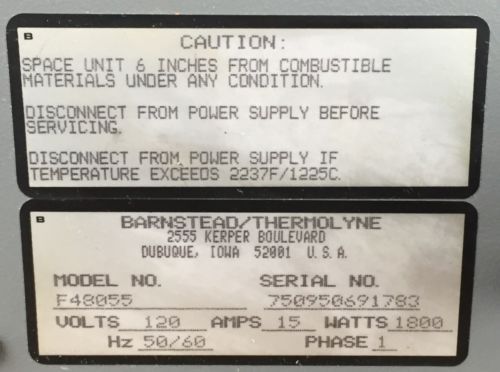 B
CAUTION:
SPACE UNIT 6 INCHES FROM COMBUSTIBLE
MATERIALS UNDER ANY CONDITION.
DISCONNECT FROM POWER SUPPLY BEFORE
SERVICING.
DISCONNECT FROM POWER SUPPLY IF
TEMPERATURE EXCEEDS 2237F/1225C.
B
BARNSTEAD/THERMOLYNE
2555 KERPER BOULEVARD
DUBUQUE, IOWA 52001 U.S.A.
MODEL NO. SERIAL NO.
F48055 750950691783
VOLTS 120 AMPS 15 WATTS 1800
Hz 50/60 PHASE 1